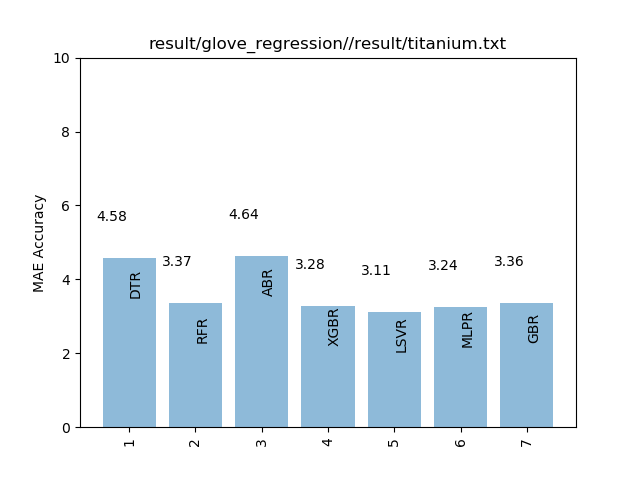 result/glove_regression//result/titanium.txt
MAE Accuracy
10
8
6
4
2
0
4.58
3.37
4.64
3.28
3.11
3.24
3.36
DTR
RFR
ABR
XGBR
LSVR
MLPR
GBR
1
2
3
4
5
6
7